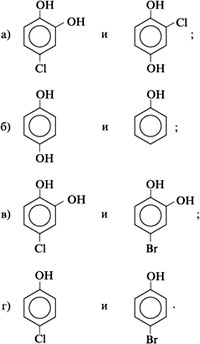 OH OH
OH Cl
а) и ;
Cl OH
OH OH
б) и ;
OH
OH OH
OH OH
в) и ;
Cl Br
OH OH
г) и .
Cl Br